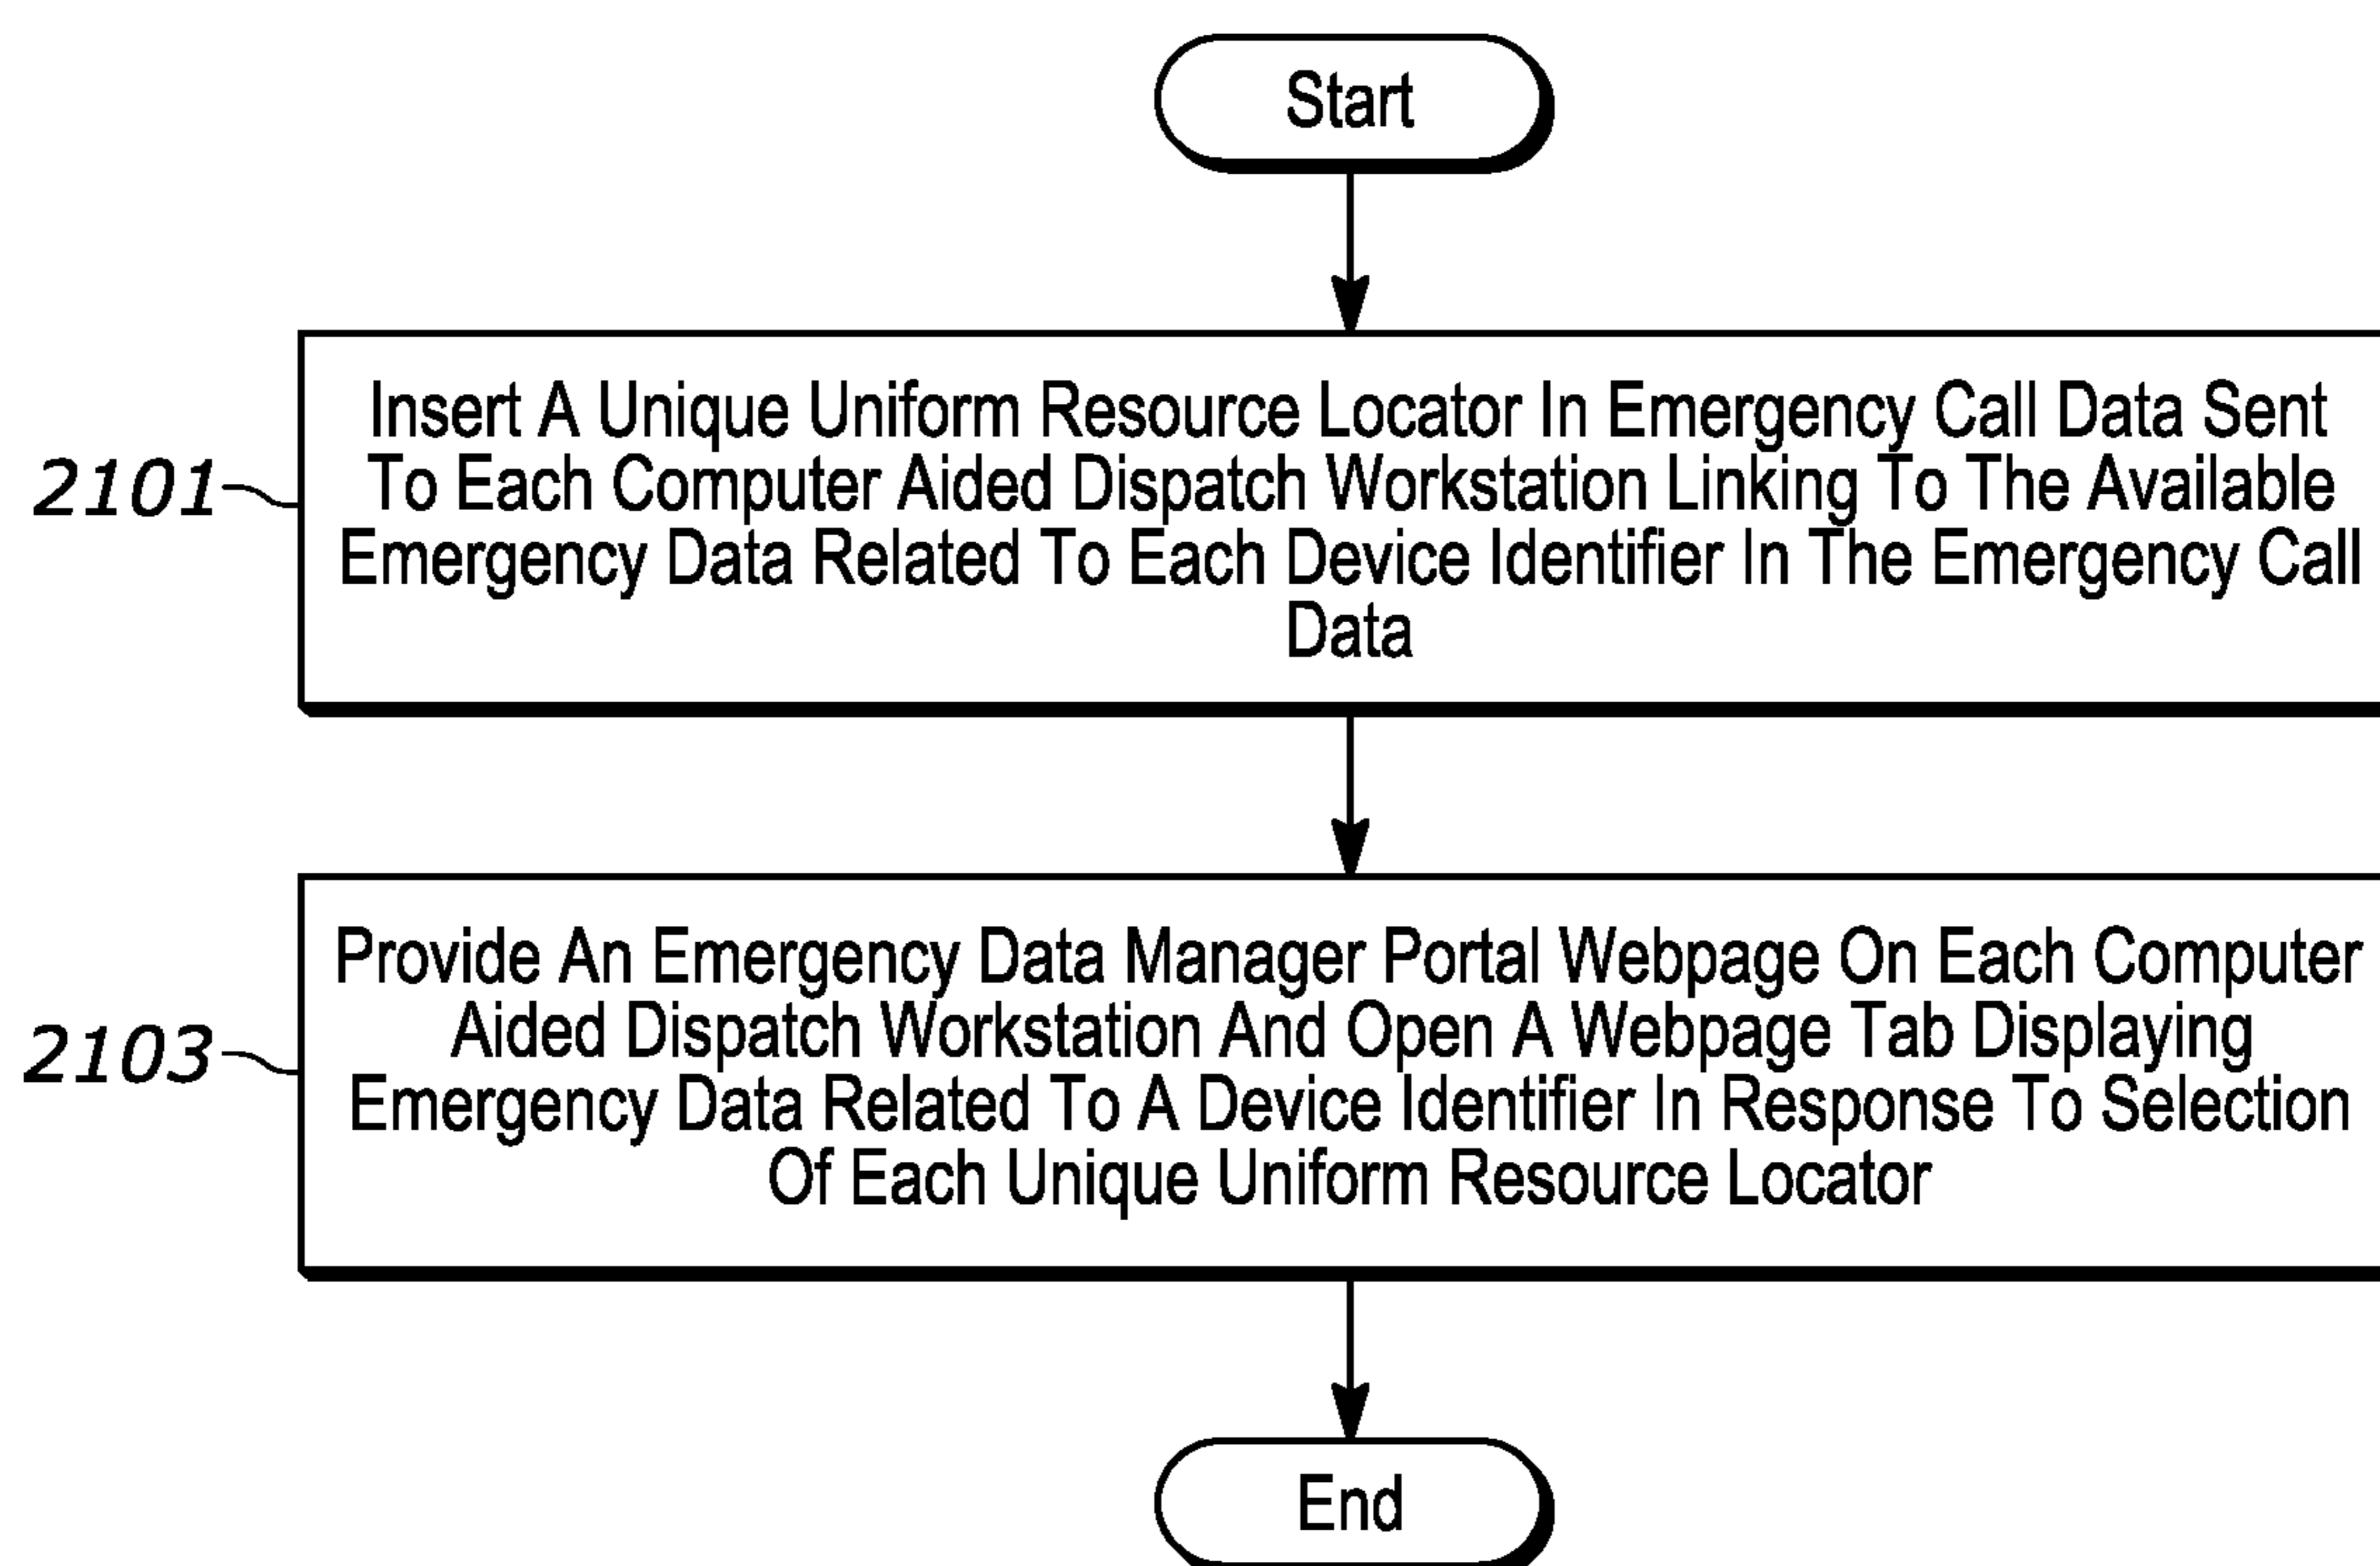 Start
Insert A Unique Uniform Resource Locator In Emergency Call Data Sent
To Each Computer Aided Dispatch Workstation Linking To The Available
2101
Emergency Data Related To Each Device Identifier In The Emergency Call
Data
Provide An Emergency Data Manager Portal Webpage On Each Computer
Aided Dispatch Workstation And Open A Webpage Tab Displaying
2103
Emergency Data Related To A Device Identifier In Response To Selection
Of Each Unique Uniform Resource Locator
End